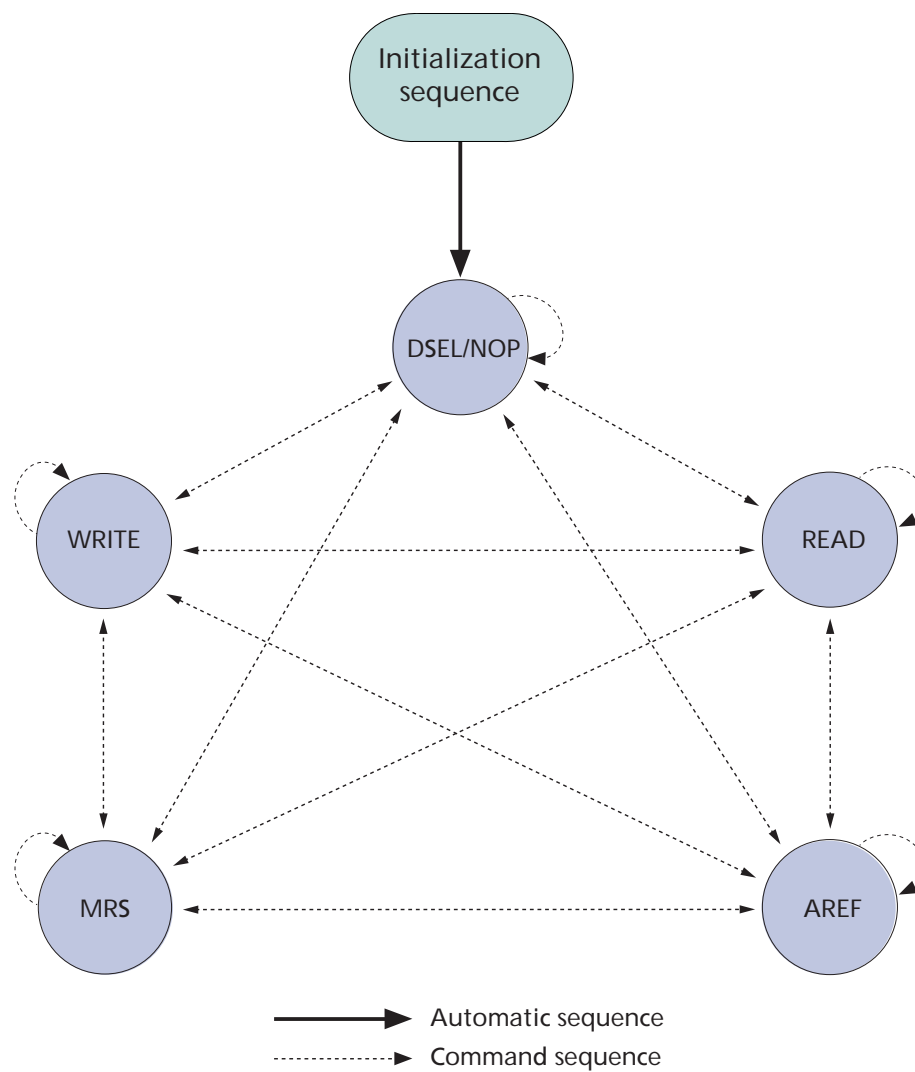 Initialization
sequence
DSEL/NOP
WRITE
READ
MRS
AREF
Automatic sequence
Command sequence